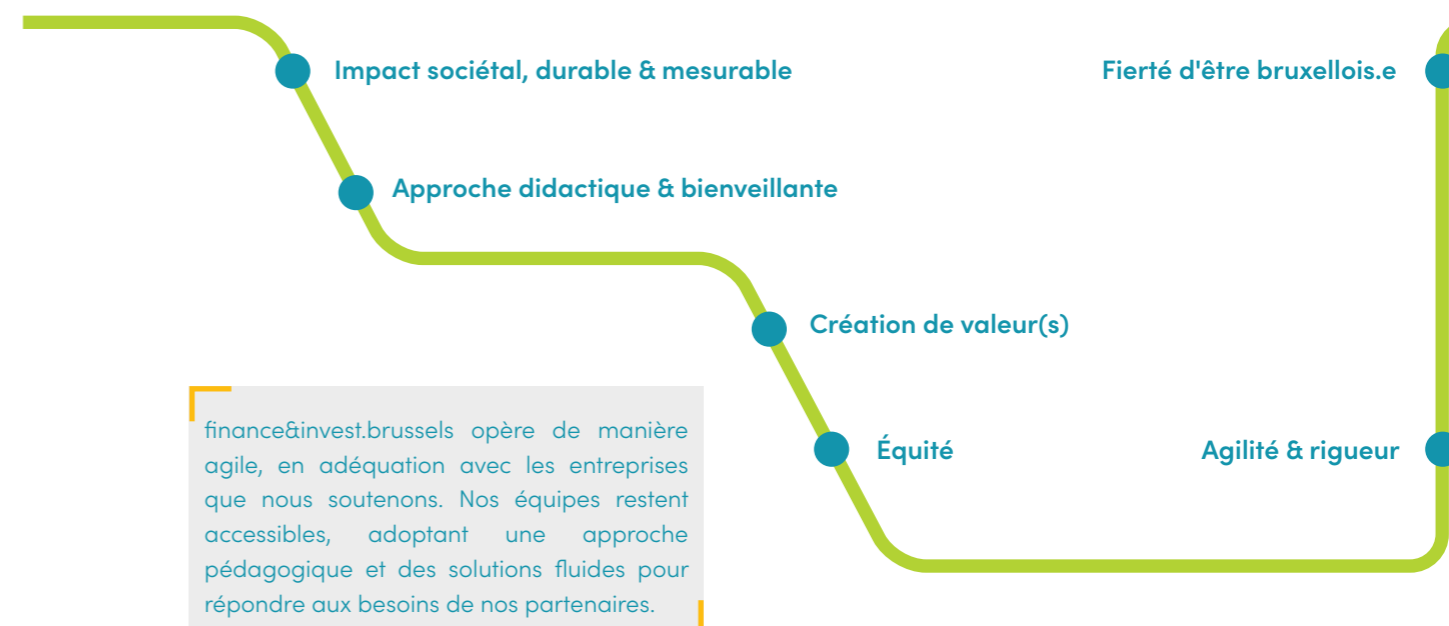 Impact sociétal, durable & mesurable
Fierté d'être bruxellois.e
Approche didactique & bienveillante
Création de valeur(s)
Équité
Agilité & rigueur
finance&invest.brussels opère de manière
agile, en adéquation avec les entreprises
que nous soutenons. Nos équipes restent
accessibles, adoptant une approche
pédagogique et des solutions fluides pour
répondre aux besoins de nos partenaires.